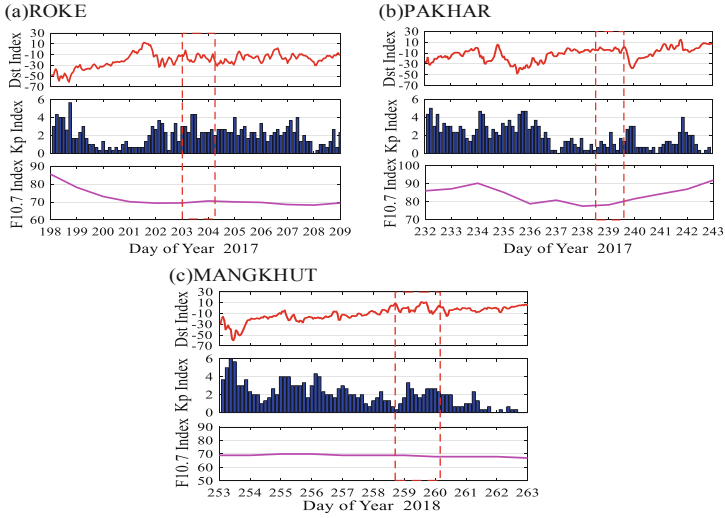 (a)ROKE
Dst Index
30
10
-10
-30
-50
-70
Kp Index
6
4
2
0
F10.7 Index
90
80
70
60
198 199 200 201 202 203 204 205 206 207 208 209
Day of Year 2017
(b)PAKHAR
Dst Index
30
10
-10
-30
-50
-70
Kp Index
6
4
2
0
F10.7 Index
100
90
80
70
232 233 234 235 236 237 238 239 240 241 242 243
Day of Year 2017
(c)MANGKHUT
Dst Index
30
10
-10
-30
-50
-70
Kp Index
6
4
2
0
F10.7 Index
90
80
70
60
50
253 254 255 256 257 258 259 260 261 262 263
Day of Year 2018